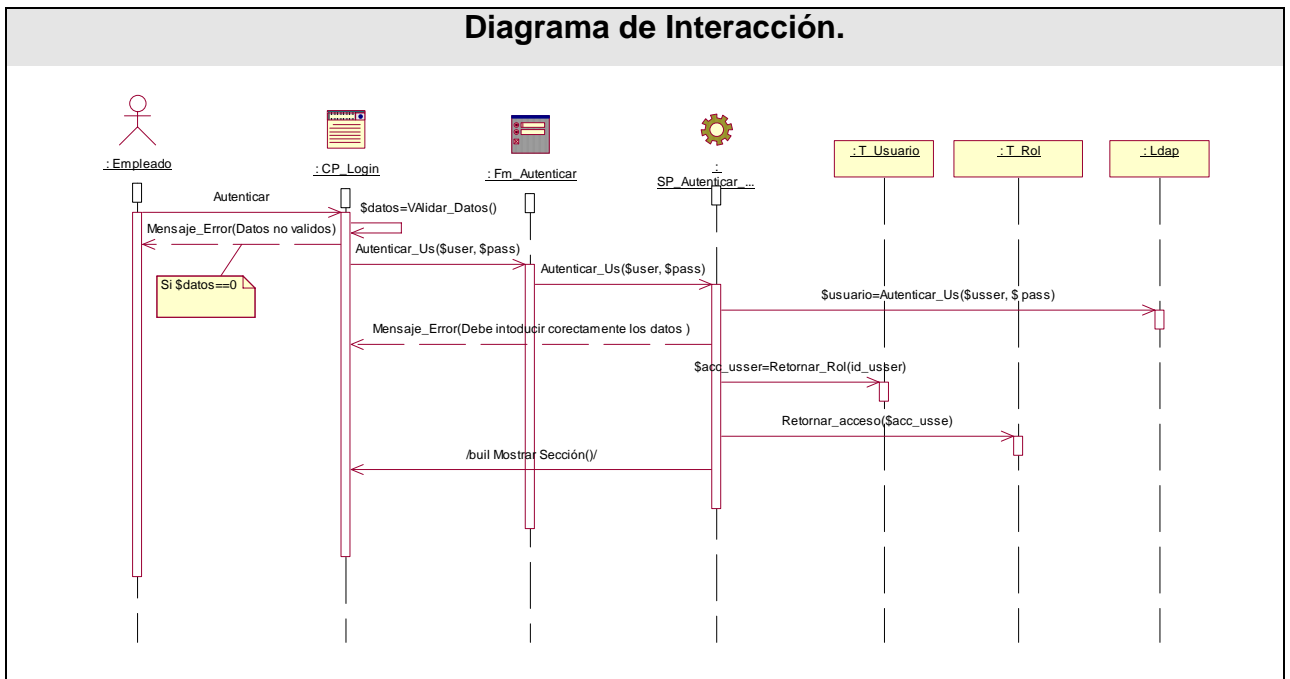 Diagrama de Interacción.
: Empleado
: CP_Login
: Fm_Autenticar
:
SP_Autenticar_...
: T_Usuario
: T_Rol
: Ldap
Autenticar
$datos=VAlidar_Datos()
Mensaje_Error(Datos no validos)
Autenticar_Us($user, $pass)
Si $datos==0
Autenticar_Us($user, $pass)
$usuario=Autenticar_Us($usser, $ pass)
Mensaje_Error(Debe intoducir corectamente los datos )
$acc_usser=Retornar_Rol(id_usser)
Retornar_acceso($acc_usse)
/buil Mostrar Sección()/